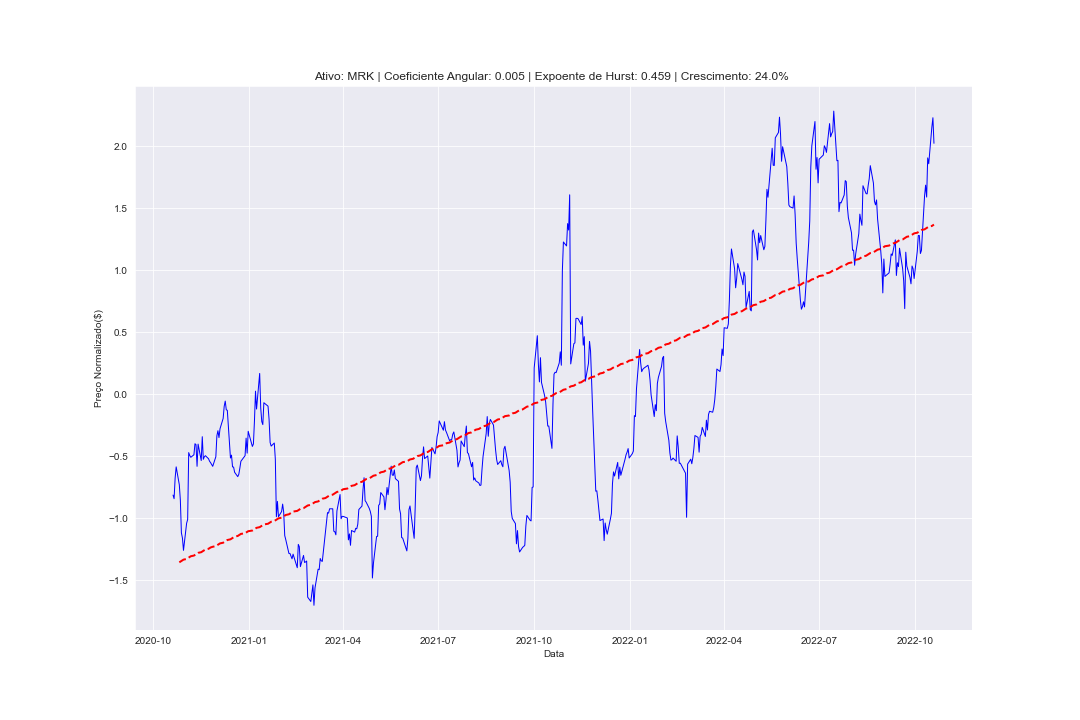 Ativo: MRK | Coeficiente Angular: 0.005 | Expoente de Hurst: 0.459 | Crescimento: 24.0%
Preço Normalizado($)
2.0
1.5
1.0
0.5
0.0
−0.5
−1.0
−1.5
2020-10 2021-01 2021-04 2021-07 2021-10 2022-01 2022-04 2022-07 2022-10
Data